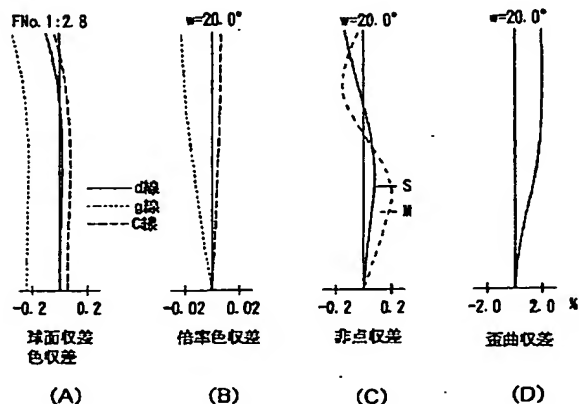 FNo. 1:2.8
w=20.0°
w=20.0°
w=20.0°
d線
g線
C線
S
M
-0.2 0.2
-0.02 0.02
-0.2 0.2
-2.0 2.0 %
球面収差
色収差
倍率色収差
非点収差
歪曲収差
(A)
(B)
(C)
(D)